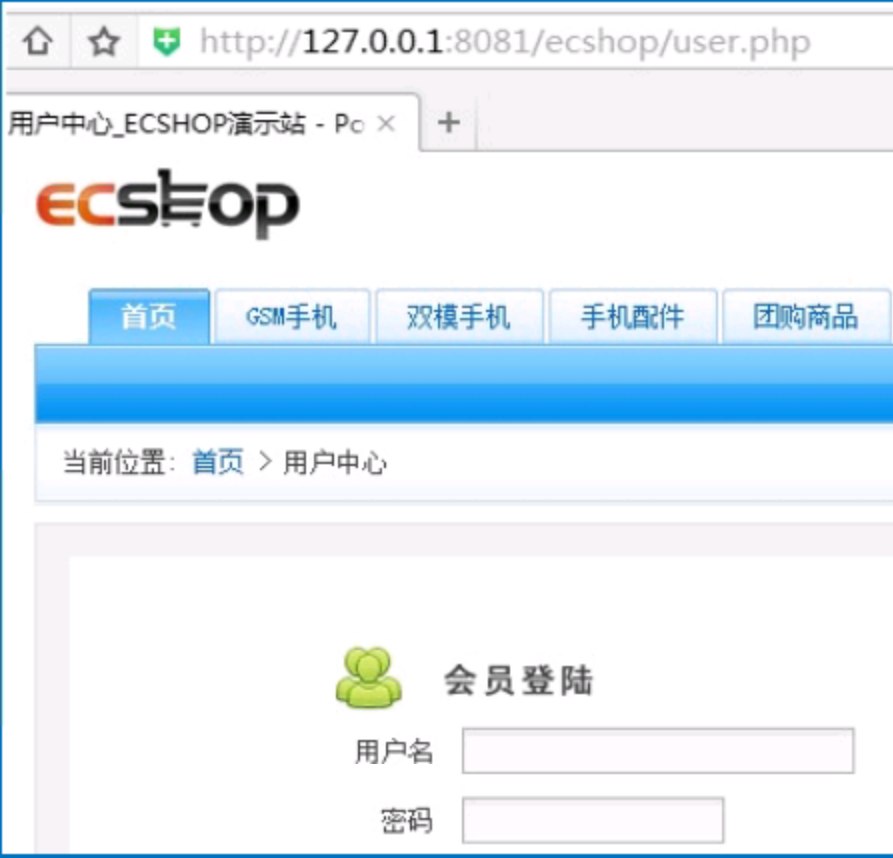 http://127.0.0.1:8081/ecshop/user.php
用户中心_ECSHOP演示站 - Po
ecshop
首页 GSM手机 双模手机 手机配件 团购商品
当前位置: 首页 > 用户中心
会员登陆
用户名
密码